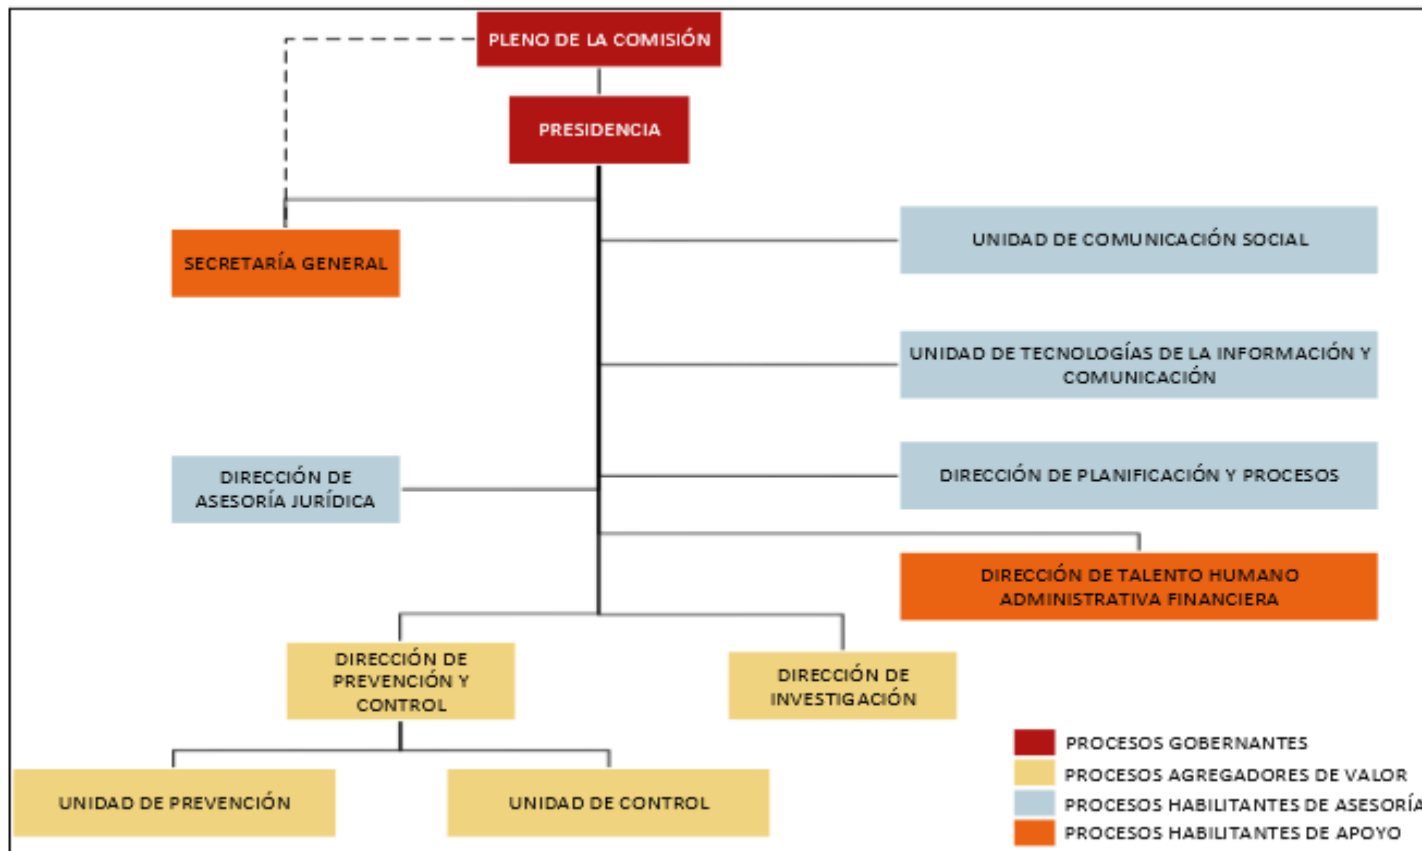 PLENO DE LA COMISIÓN
PRESIDENCIA
SECRETARÍA GENERAL
UNIDAD DE COMUNICACIÓN SOCIAL
UNIDAD DE TECNOLOGÍAS DE LA INFORMACIÓN Y
COMUNICACIÓN
DIRECCIÓN DE
ASESORÍA JURÍDICA
DIRECCIÓN DE PLANIFICACIÓN Y PROCESOS
DIRECCIÓN DE TALENTO HUMANO
ADMINISTRATIVA FINANCIERA
DIRECCIÓN DE
PREVENCIÓN Y
CONTROL
DIRECCIÓN DE
INVESTIGACIÓN
UNIDAD DE PREVENCIÓN
UNIDAD DE CONTROL
PROCESOS GOBERNANTES
PROCESOS AGREGADORES DE VALOR
PROCESOS HABILITANTES DE ASESORÍA
PROCESOS HABILITANTES DE APOYO